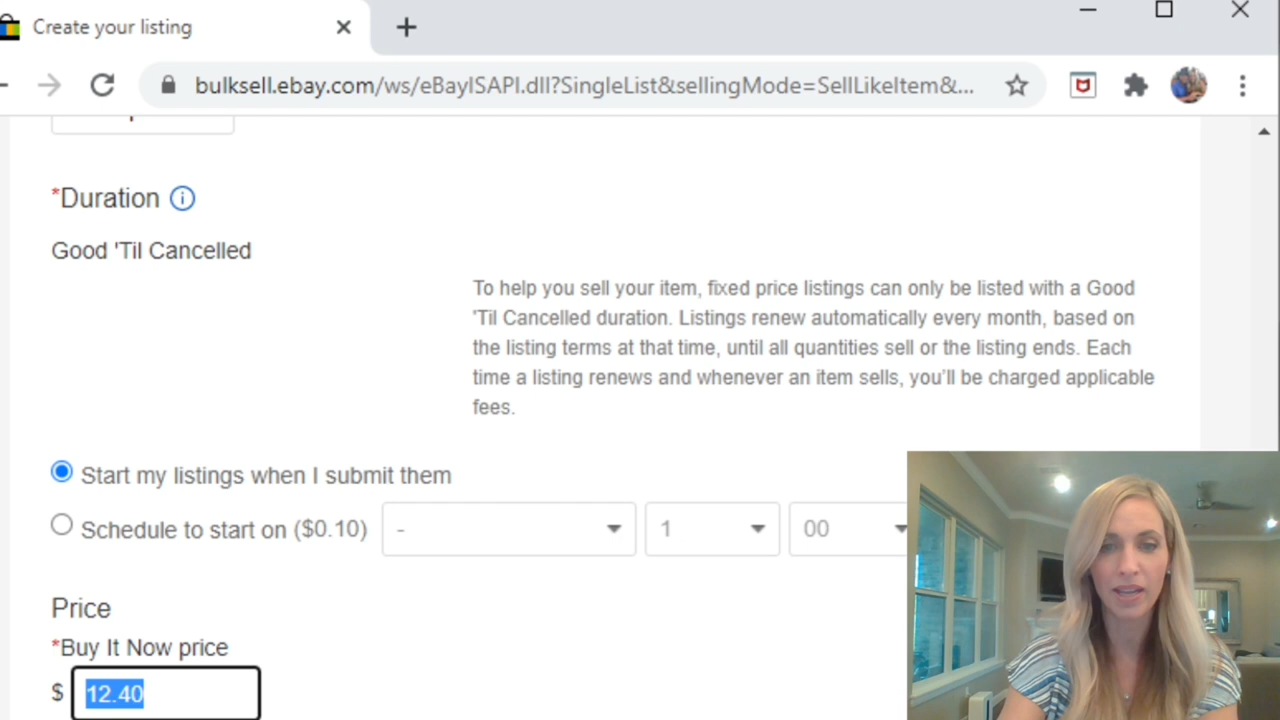 Create your listing
bulksell.ebay.com/ws/eBayISAPI.dll?SingleList&sellingMode=SellLikeItem&...
*Duration
Good 'Til Cancelled
To help you sell your item, fixed price listings can only be listed with a Good
'Til Cancelled duration. Listings renew automatically every month, based on
the listing terms at that time, until all quantities sell or the listing ends. Each
time a listing renews and whenever an item sells, you'll be charged applicable
fees.
Start my listings when I submit them
Schedule to start on ($0.10) - 1 00
Price
*Buy It Now price
$ 12.40